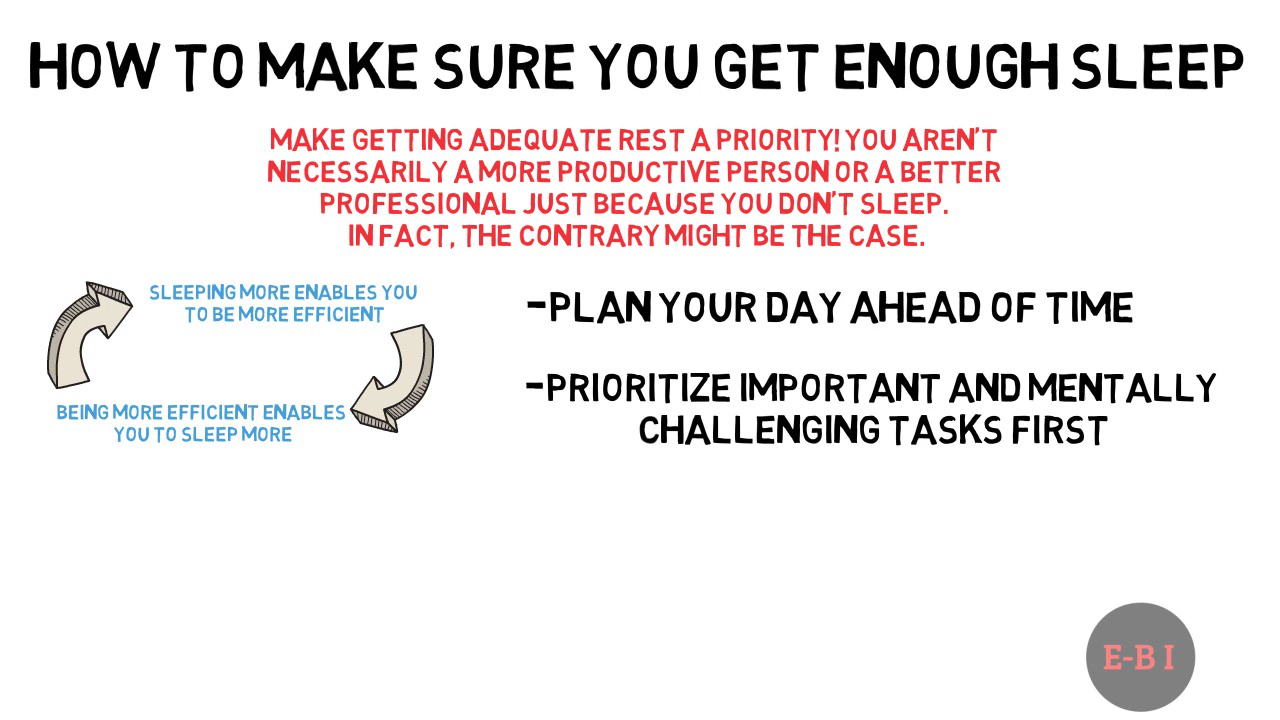 HOW TO MAKE SURE YOU GET ENOUGH SLEEP
MAKE GETTING ADEQUATE REST A PRIORITY! YOU AREN'T
NECESSARILY A MORE PRODUCTIVE PERSON OR A BETTER
PROFESSIONAL JUST BECAUSE YOU DON'T SLEEP.
IN FACT, THE CONTRARY MIGHT BE THE CASE.
SLEEPING MORE ENABLES YOU
TO BE MORE EFFICIENT
BEING MORE EFFICIENT ENABLES
YOU TO SLEEP MORE
-PLAN YOUR DAY AHEAD OF TIME
-PRIORITIZE IMPORTANT AND MENTALLY
CHALLENGING TASKS FIRST
E-B I